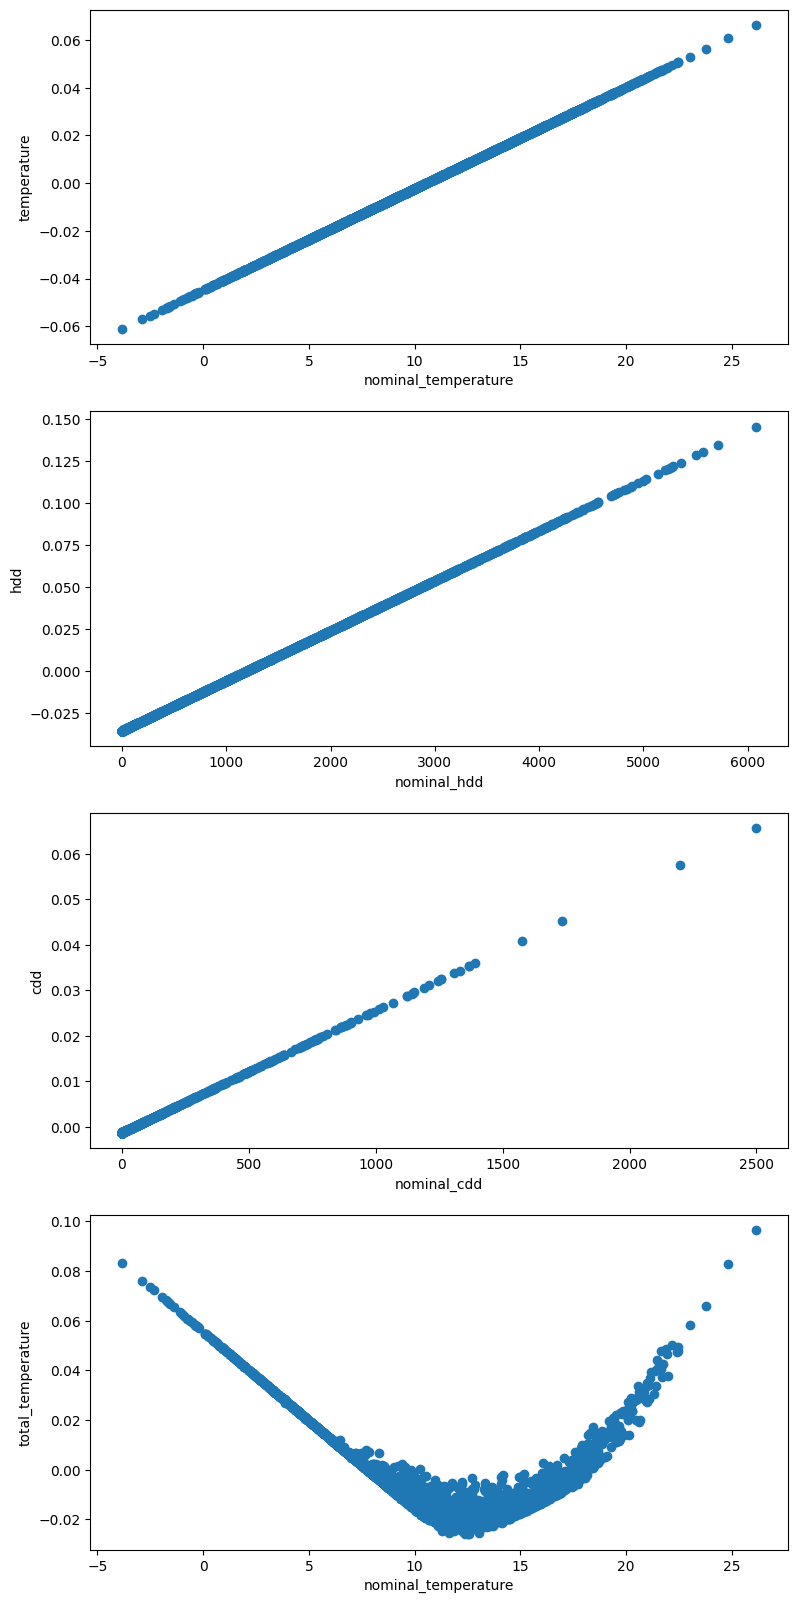 0.06
0.04
0.02
0.00
−0.02
−0.04
−0.06
temperature
−5 0 5 10 15 20 25
nominal_temperature
0.150
0.125
0.100
0.075
0.050
0.025
0.000
−0.025
hdd
0 1000 2000 3000 4000 5000 6000
nominal_hdd
0.06
0.05
0.04
0.03
0.02
0.01
0.00
cdd
0 500 1000 1500 2000 2500
nominal_cdd
0.10
0.08
0.06
0.04
0.02
0.00
−0.02
total_temperature
−5 0 5 10 15 20 25
nominal_temperature